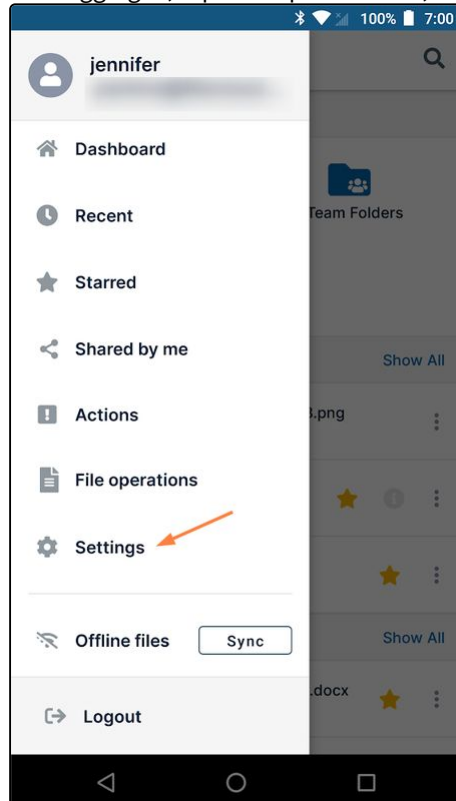 100% 7:00
jennifer
Dashboard
Recent
Team Folders
Starred
Shared by me
Show All
Actions
.png
File operations
Settings
Offline files
Sync
Show All
.docx
Logout